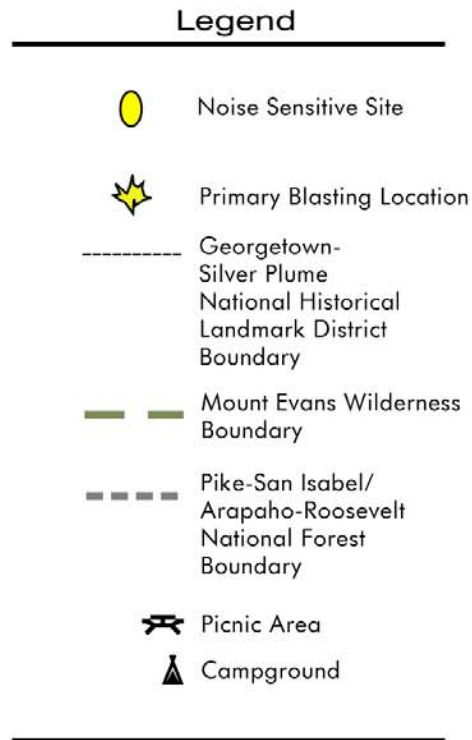 Legend
Noise Sensitive Site
Primary Blasting Location
Georgetown-
Silver Plume
National Historical
Landmark District
Boundary
Mount Evans Wilderness
Boundary
Pike-San Isabel/
Arapaho-Roosevelt
National Forest
Boundary
Picnic Area
Campground